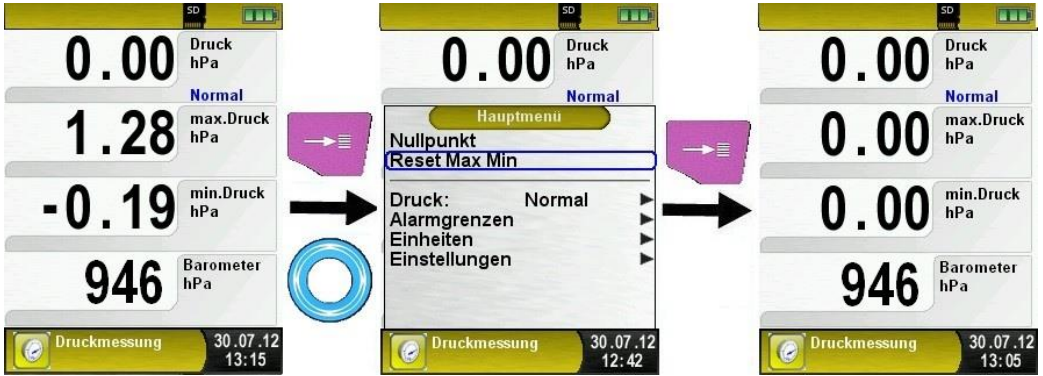 SD
0.00 Druck
hPa
Normal
1.28 max.Druck
hPa
-0.19 min.Druck
hPa
946 Barometer
hPa
Druckmessung 30.07.12
13:15
SD
0.00 Druck
hPa
Normal
Hauptmenü
Nullpunkt
Reset Max Min
Druck: Normal
Alarmgrenzen
Einheiten
Einstellungen
Druckmessung 30.07.12
12:42
SD
0.00 Druck
hPa
Normal
0.00 max.Druck
hPa
0.00 min.Druck
hPa
946 Barometer
hPa
Druckmessung 30.07.12
13:05